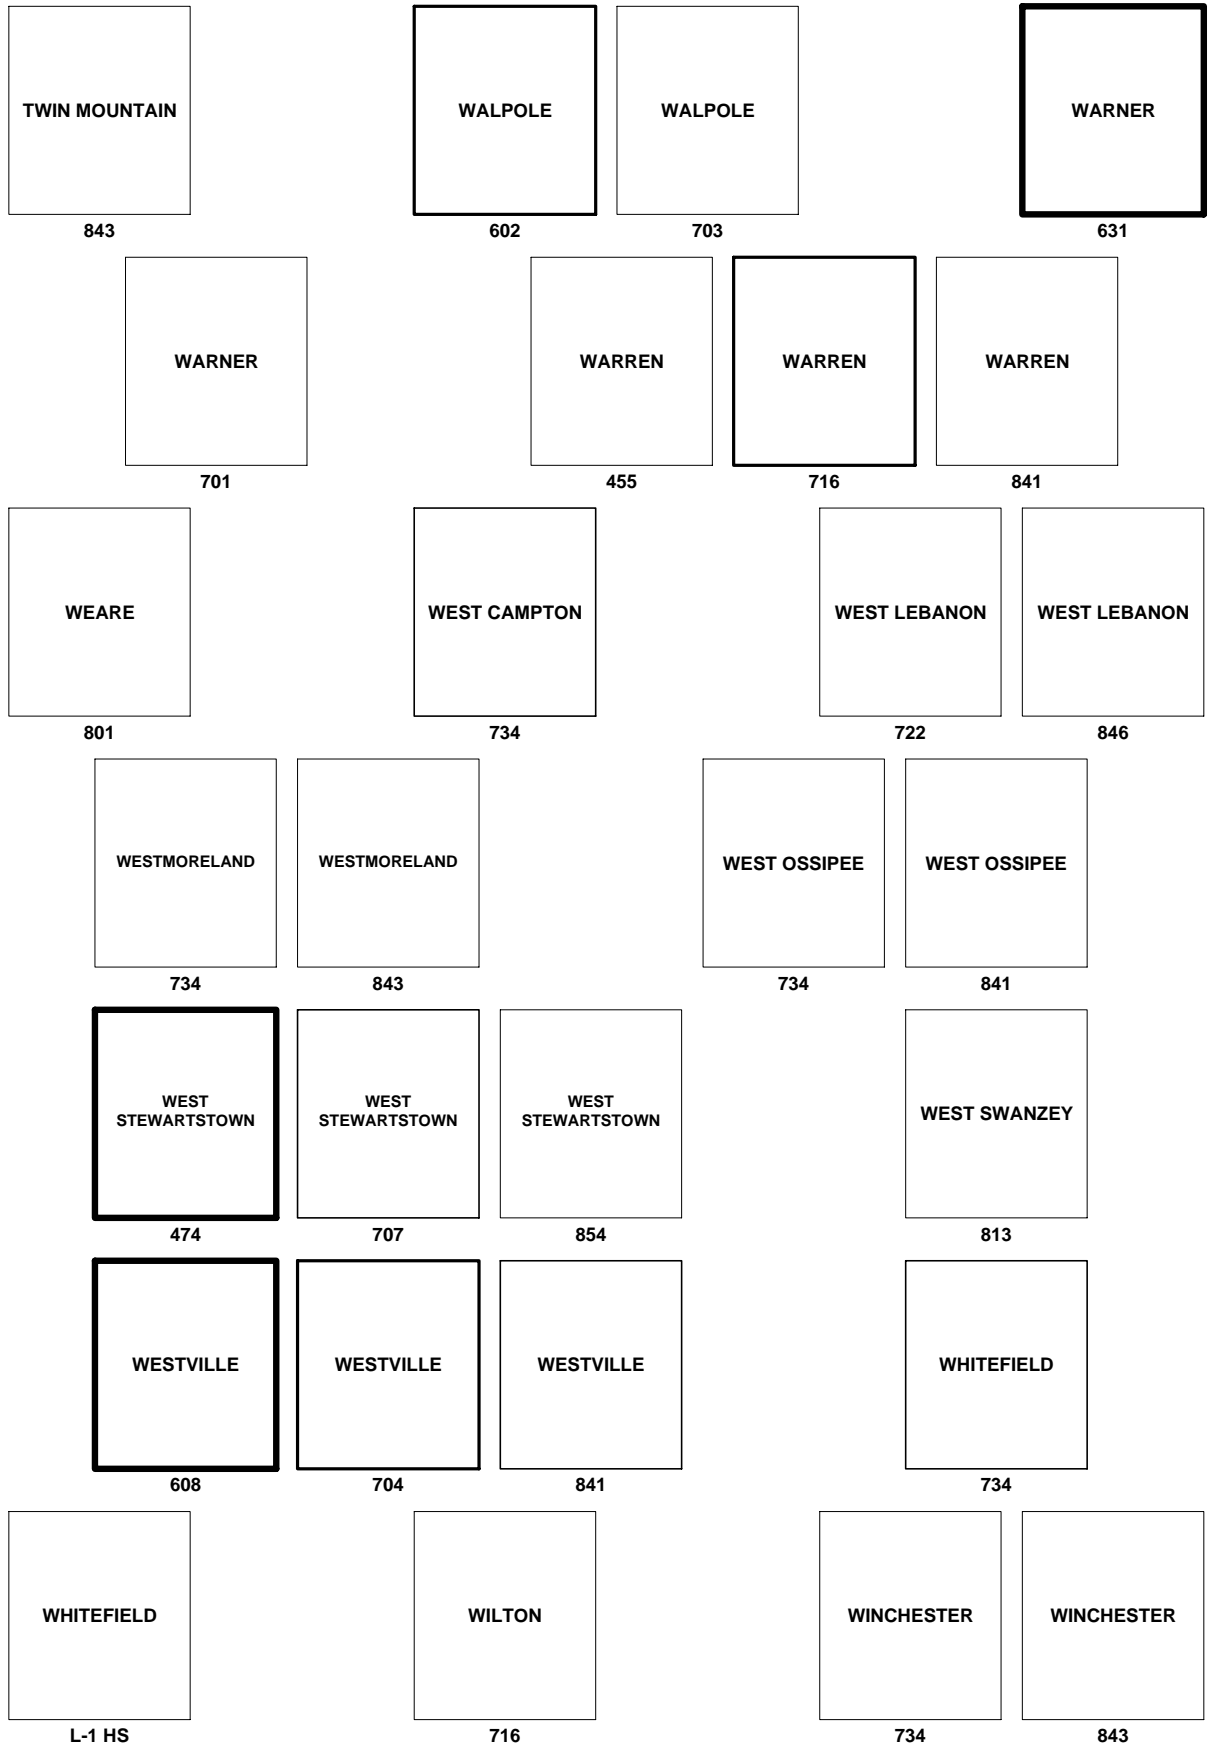 TWIN MOUNTAIN
WALPOLE
WALPOLE
WARNER
843
602
703
631
WARNER
WARREN
WARREN
WARREN
701
455
716
841
WEARE
WEST CAMPTON
WEST LEBANON
WEST LEBANON
801
734
722
846
WESTMORELAND
WESTMORELAND
WEST OSSIPEE
WEST OSSIPEE
734
843
734
841
WEST
STEWARTSTOWN
WEST
STEWARTSTOWN
WEST
STEWARTSTOWN
WEST SWANZEY
474
707
854
813
WESTVILLE
WESTVILLE
WESTVILLE
WHITEFIELD
608
704
841
734
WHITEFIELD
WILTON
WINCHESTER
WINCHESTER
L-1 HS
716
734
843